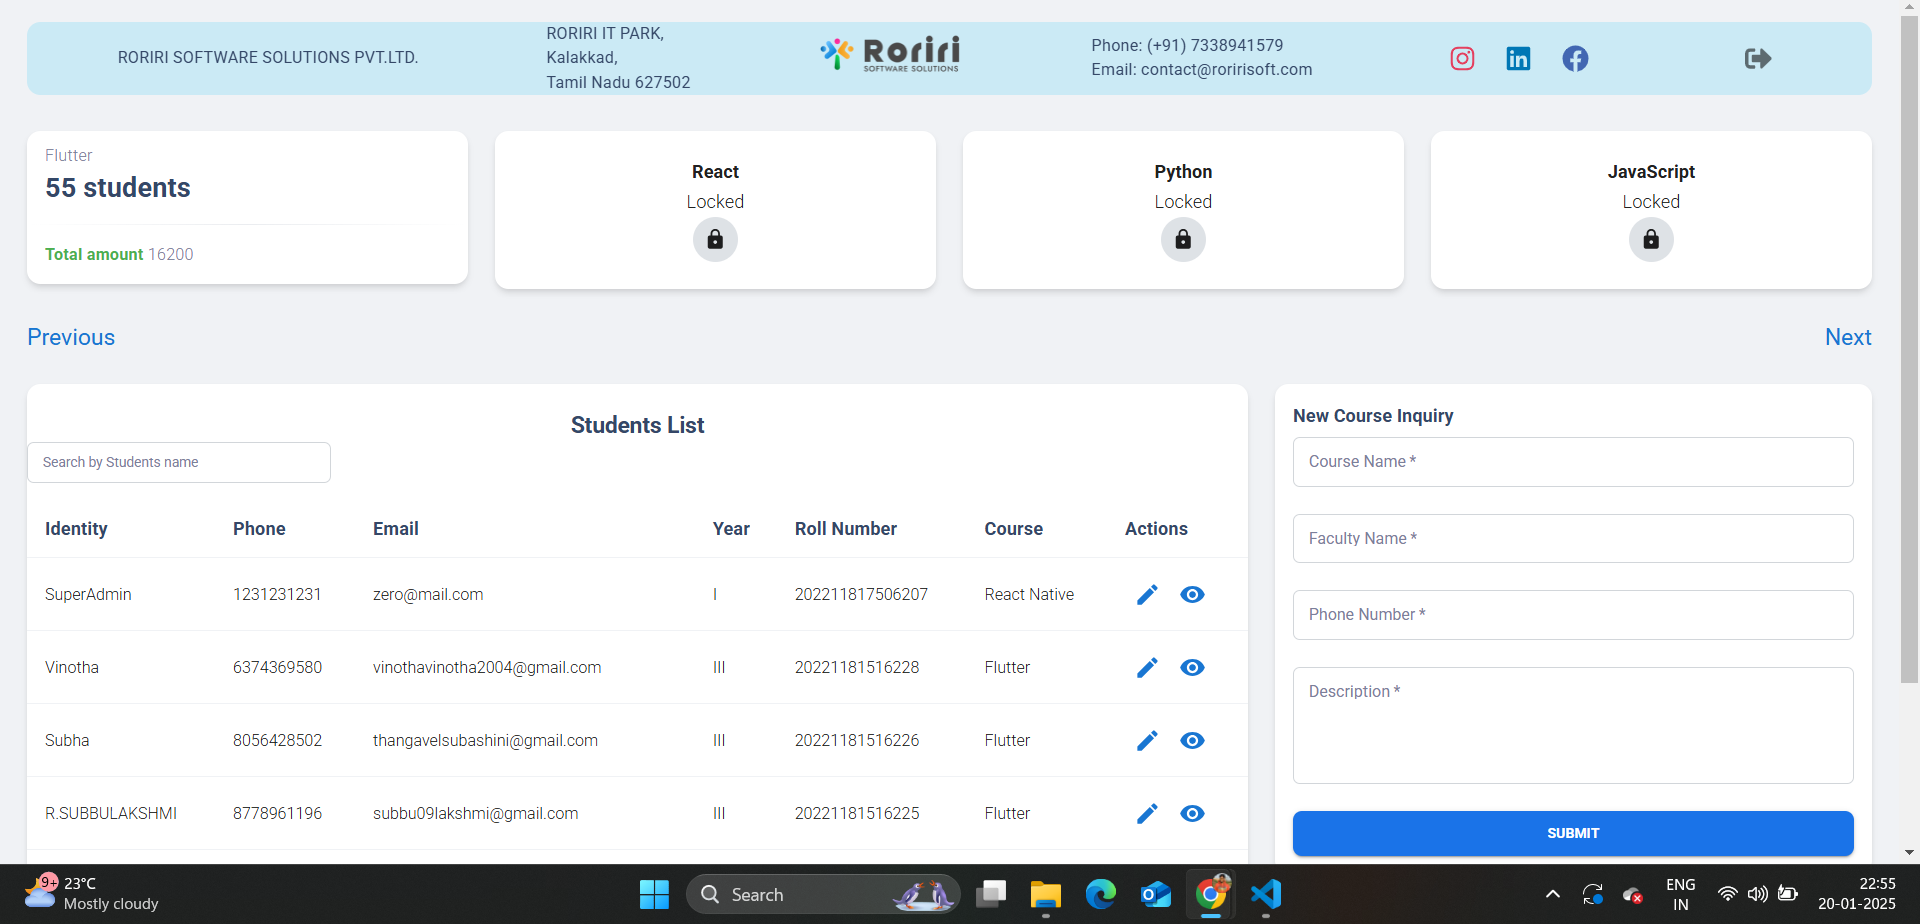 RORIRI SOFTWARE SOLUTIONS PVT.LTD.
RORIRI IT PARK,
Kalakkad,
Tamil Nadu 627502
Roriri
SOFTWARE SOLUTIONS
Phone: (+91) 7338941579
Email: contact@roririsoft.com
Flutter
55 students
Total amount 16200
React
Locked
Python
Locked
JavaScript
Locked
Previous
Next
Students List
Search by Students name
Identity Phone Email Year Roll Number Course Actions
SuperAdmin 1231231231 zero@mail.com I 202211817506207 React Native
Vinotha 6374369580 vinothavinotha2004@gmail.com III 20221181516228 Flutter
Subha 8056428502 thangavelsubashini@gmail.com III 20221181516226 Flutter
R.SUBBULAKSHMI 8778961196 subbu09lakshmi@gmail.com III 20221181516225 Flutter
New Course Inquiry
Course Name *
Faculty Name *
Phone Number *
Description *
SUBMIT
9+
23°C
Mostly cloudy
Search
ENG
IN
22:55
20-01-2025